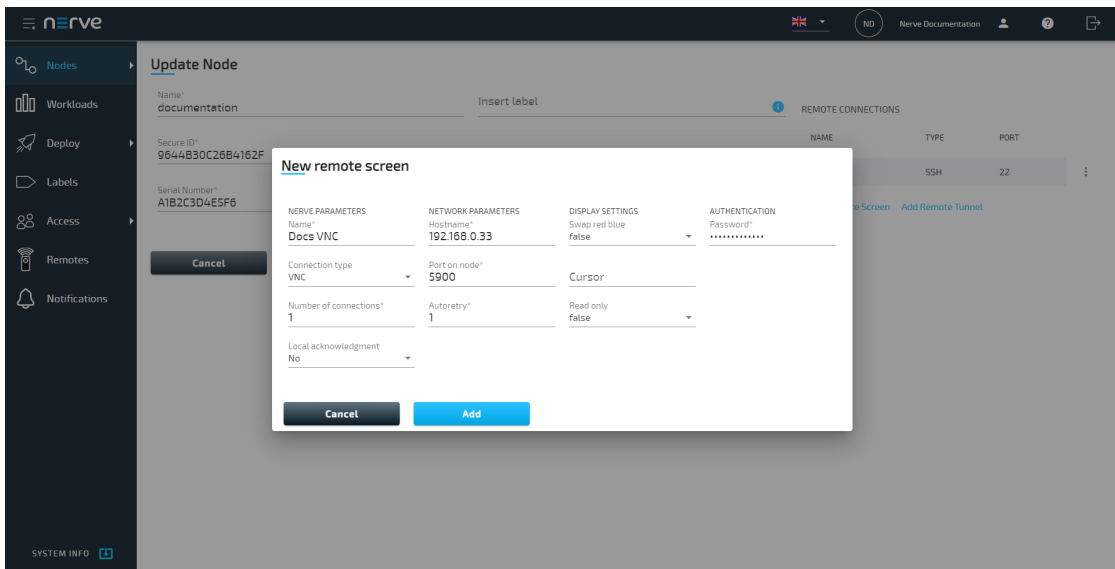 nerve
ND
Nerve Documentation
Nodes
Workloads
Deploy
Labels
Access
Remotes
Notifications
SYSTEM INFO
Update Node
Name*
documentation
Insert label
Secure ID*
9644B30C26B4162F
Serial Number*
A1B2C3D4E5F6
Cancel
REMOTE CONNECTIONS
NAME TYPE PORT
SSH 22
te Screen Add Remote Tunnel
New remote screen
NERVE PARAMETERS
Name*
Docs VNC
Connection type
VNC
Number of connections*
1
Local acknowledgment
No
NETWORK PARAMETERS
Hostname*
192.168.0.33
Port on node*
5900
Autoretry*
1
DISPLAY SETTINGS
Swap red blue
false
Cursor
Read only
false
AUTHENTICATION
Password*
•••••••••••••
Cancel
Add